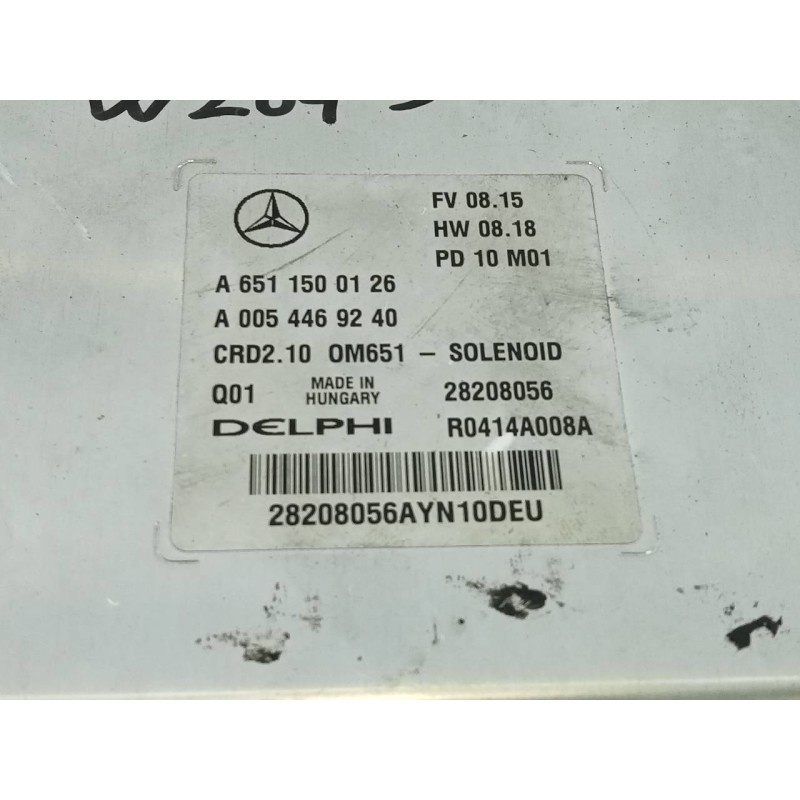 FV 08.15
HW 08.18
PD 10 M01
A 651 150 01 26
A 005 446 92 40
CRD2.10 OM651 – SOLENOID
Q01 MADE IN HUNGARY 28208056
DELPHI R0414A008A
28208056AYN10DEU